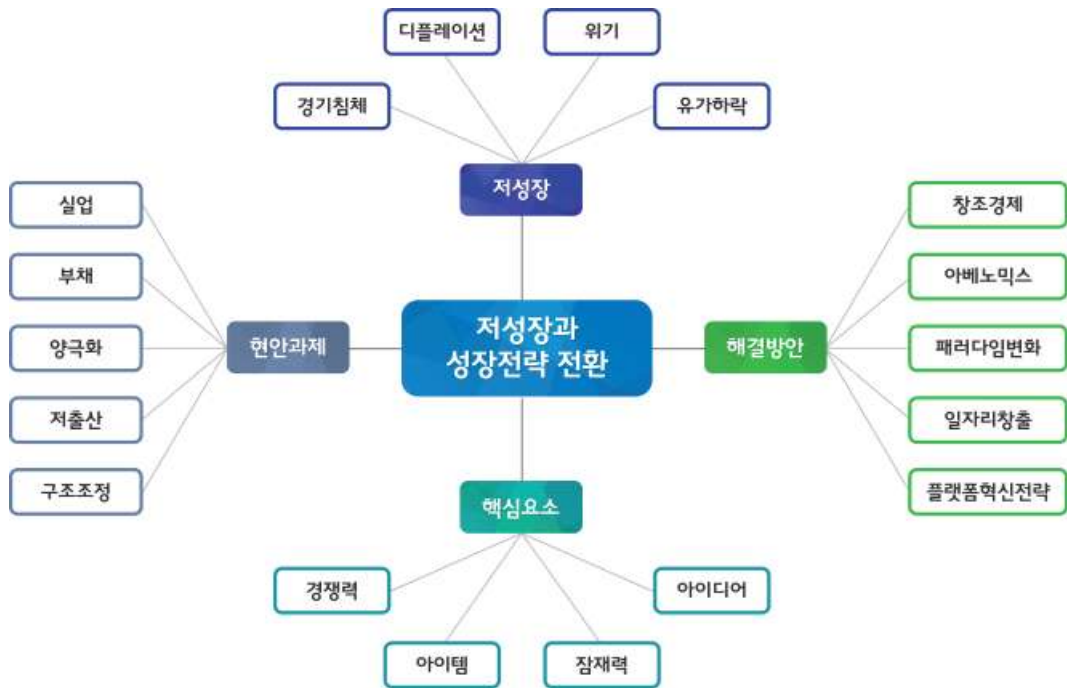 디플레이션
위기
경기침체
유가하락
저성장
실업
부채
양극화
저출산
구조조정
현안과제
저성장과
성장전략 전환
해결방안
창조경제
아베노믹스
패러다임변화
일자리창출
플랫폼혁신전략
핵심요소
경쟁력
아이디어
아이템
잠재력